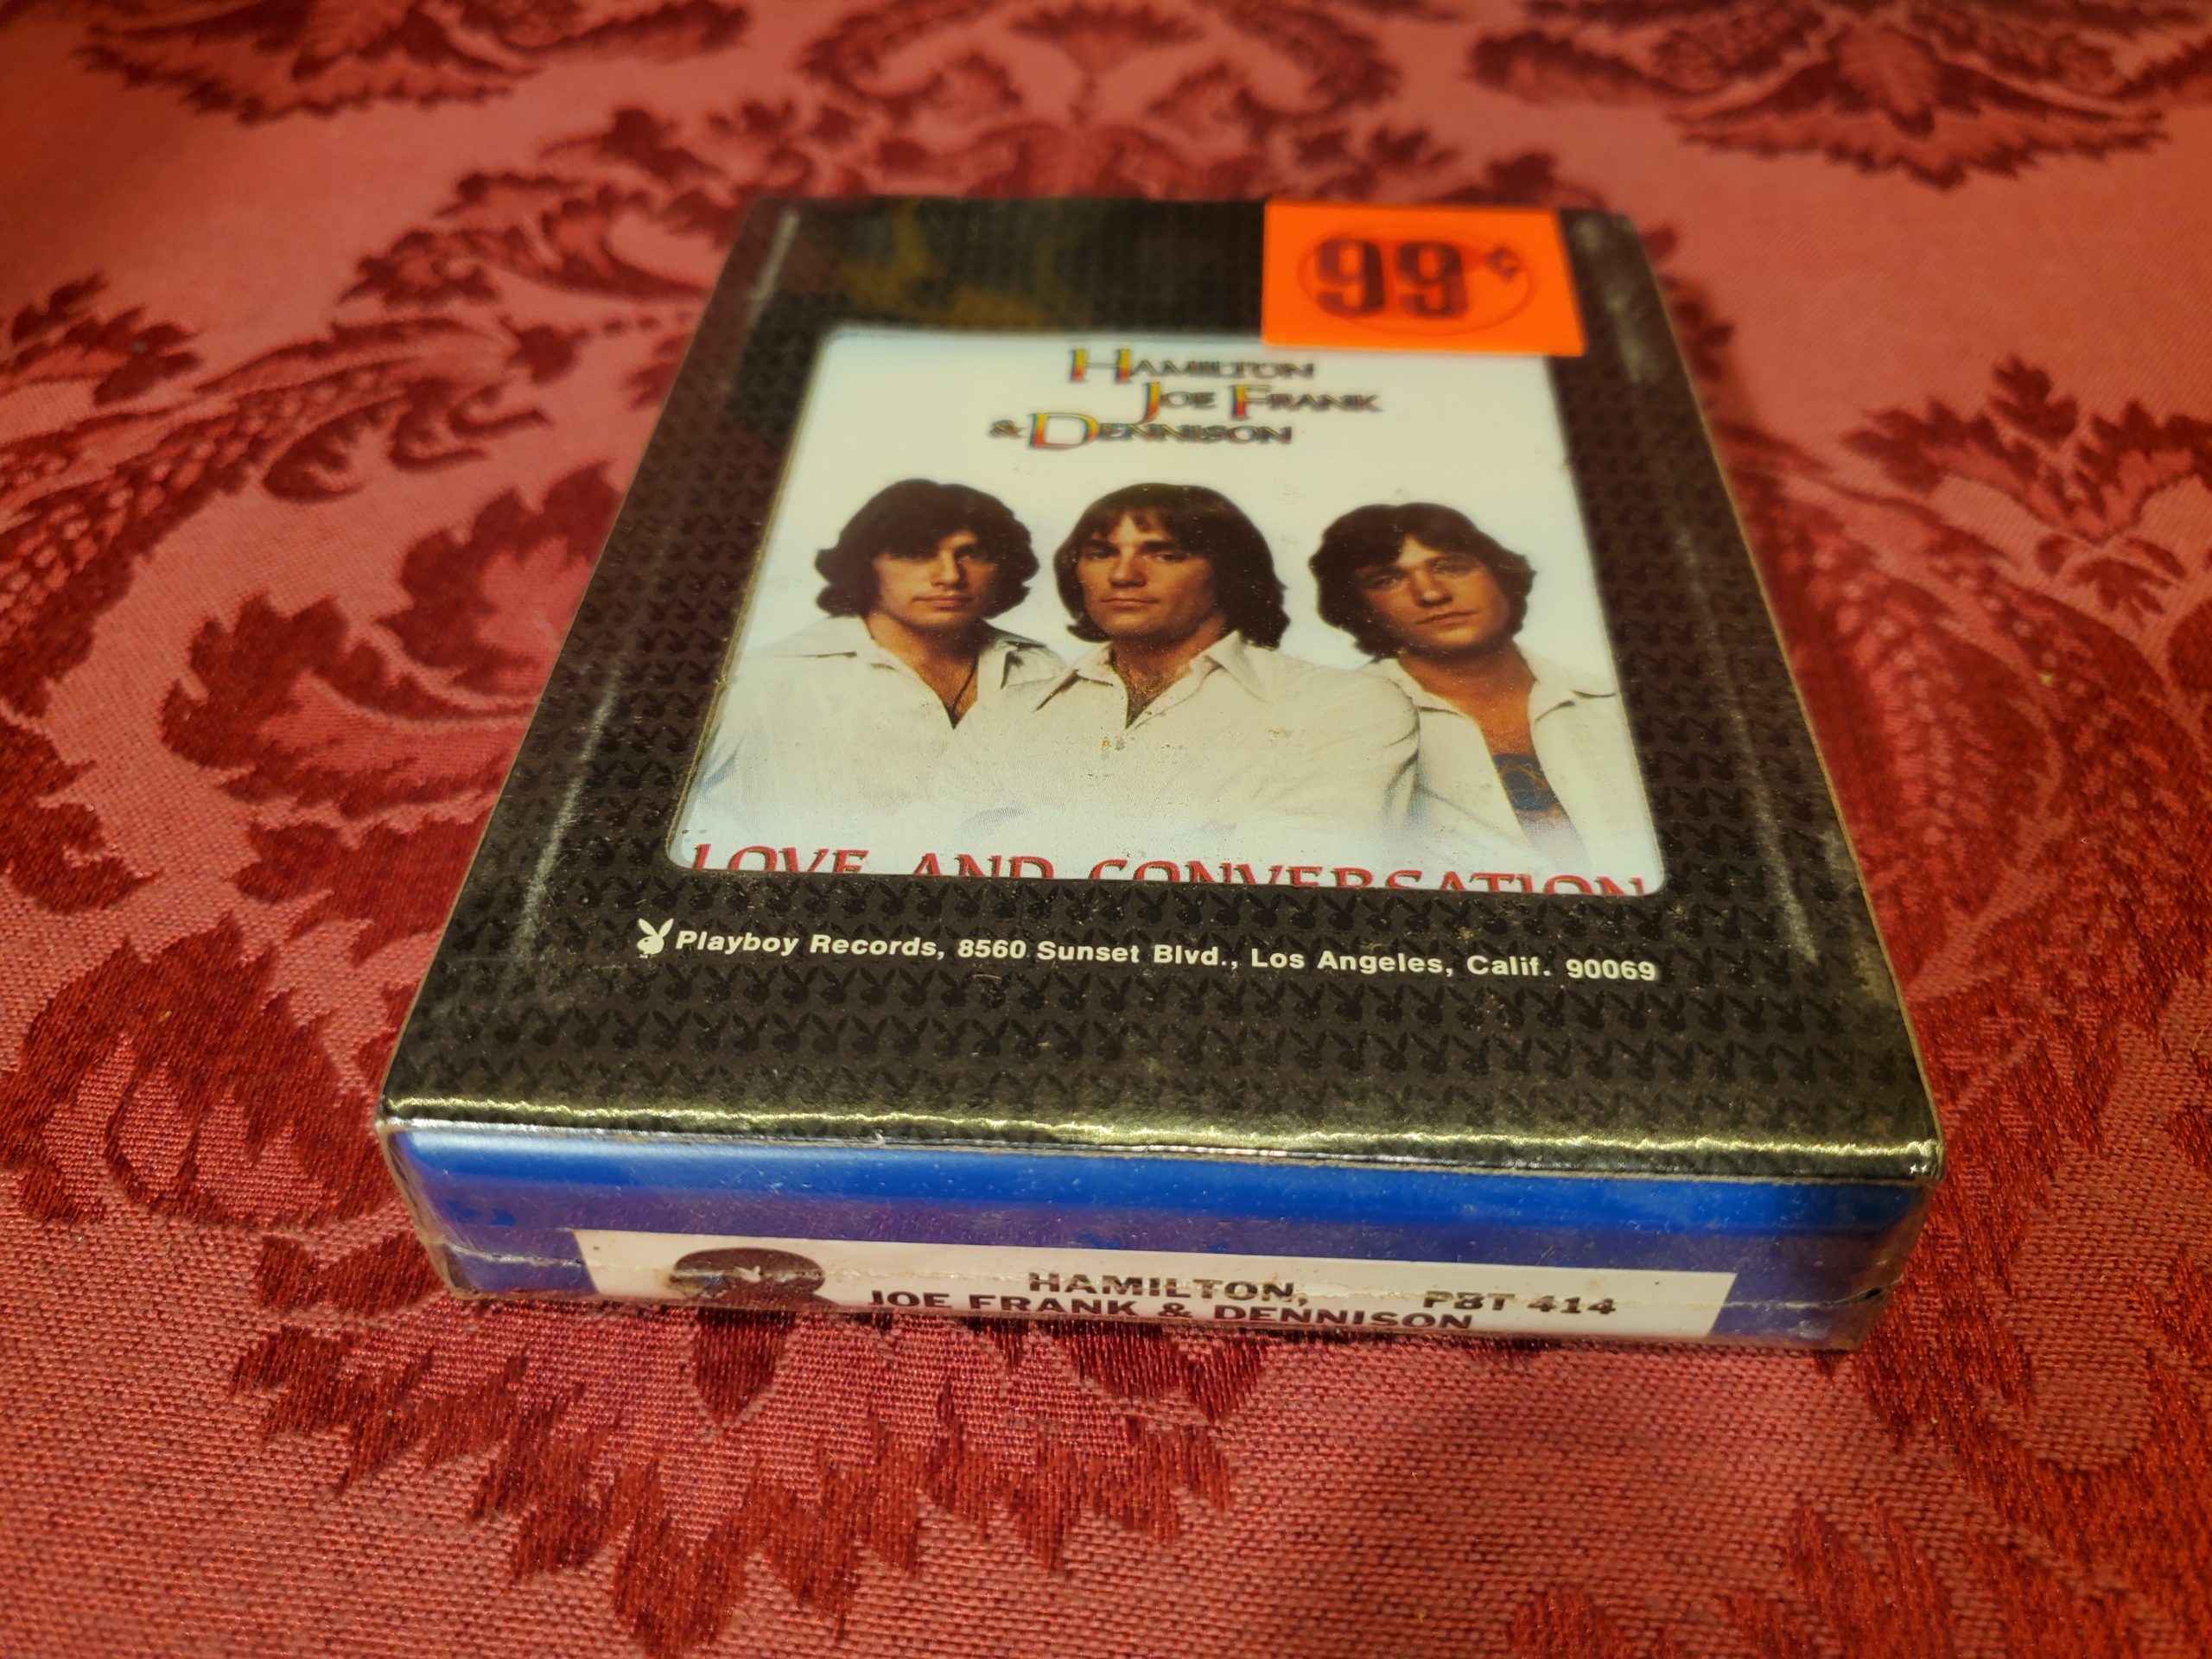 99¢
HAMILTON
JOE FRANK
& DENNISON
LOVE AND CONVERSATION
Playboy Records, 8560 Sunset Blvd., Los Angeles, Calif. 90069
HAMILTON,
JOE FRANK & DENNISON
PBT 414